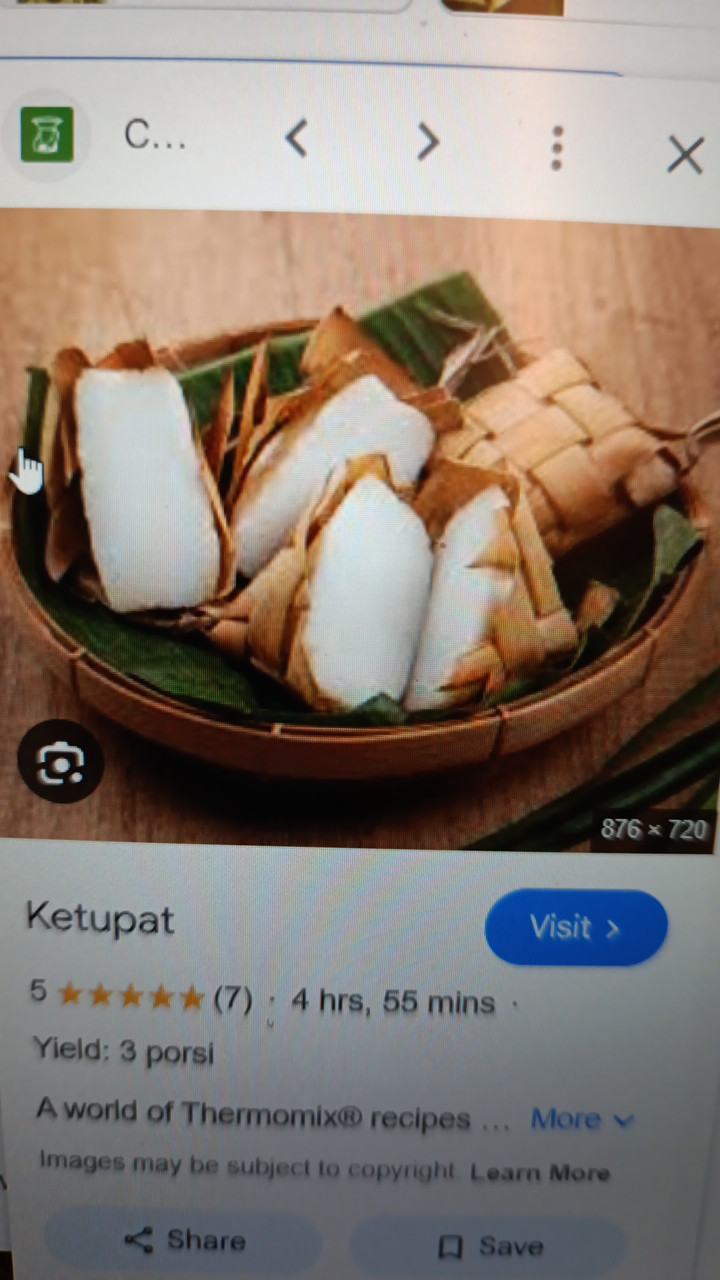 C...
876 × 720
Ketupat
Visit >
5 ★★★★★ (7) · 4 hrs, 55 mins ·
Yield: 3 porsi
A world of Thermomix® recipes ... More
Images may be subject to copyright Learn More
Share
Save